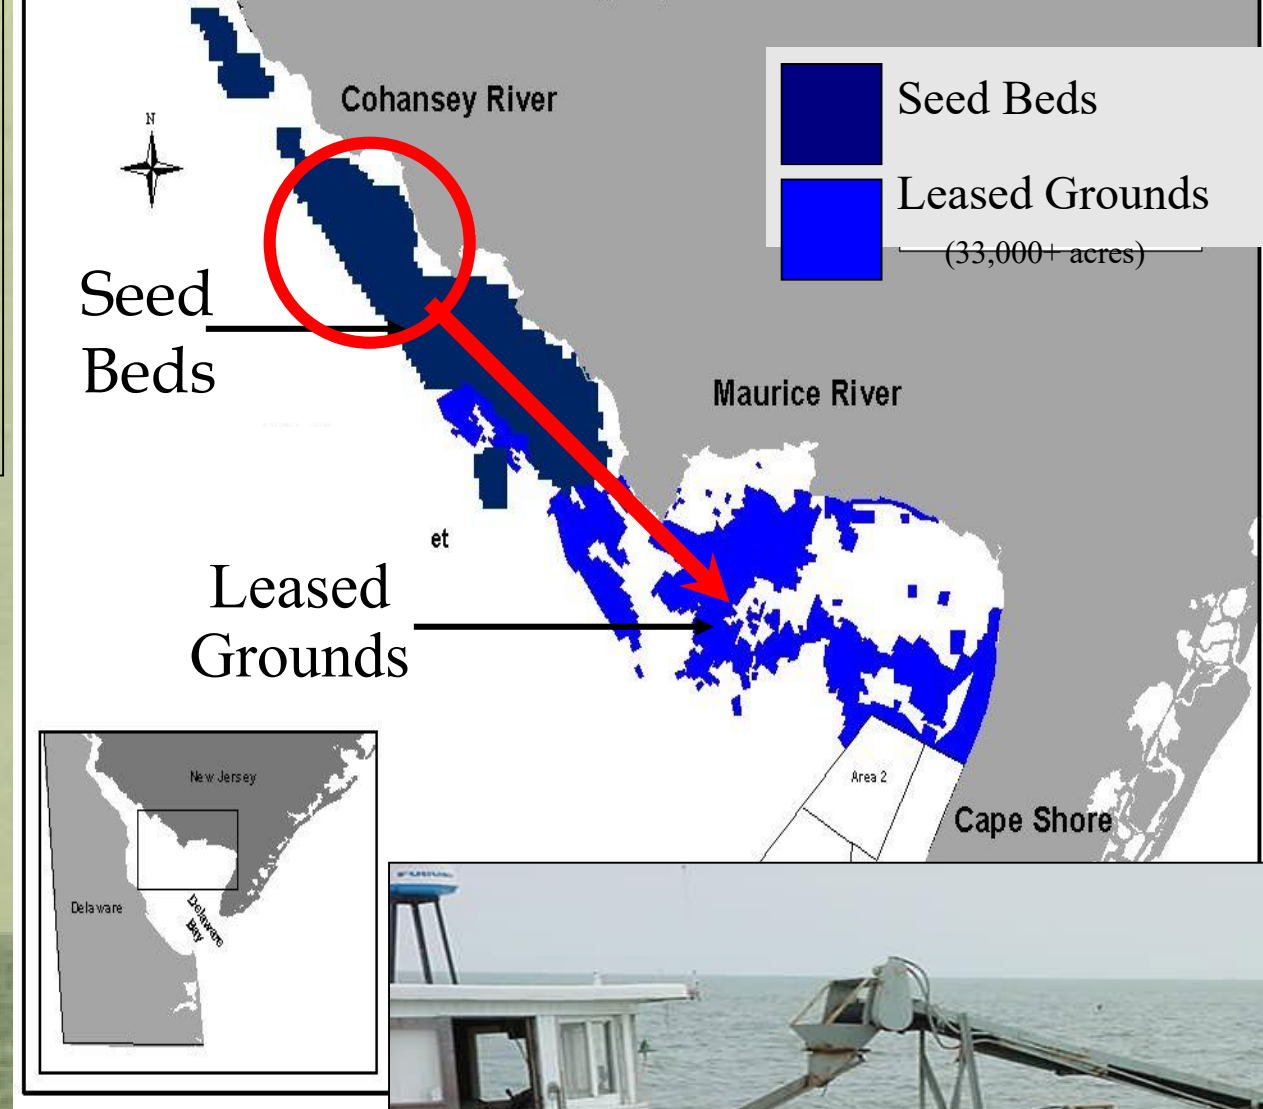 Cohansey River
N
Seed Beds
Leased Grounds
(33,000+ acres)
Seed
Beds
Maurice River
et
Leased
Grounds
Area 2
Cape Shore
New Jersey
Delaware
Delaware
Bay